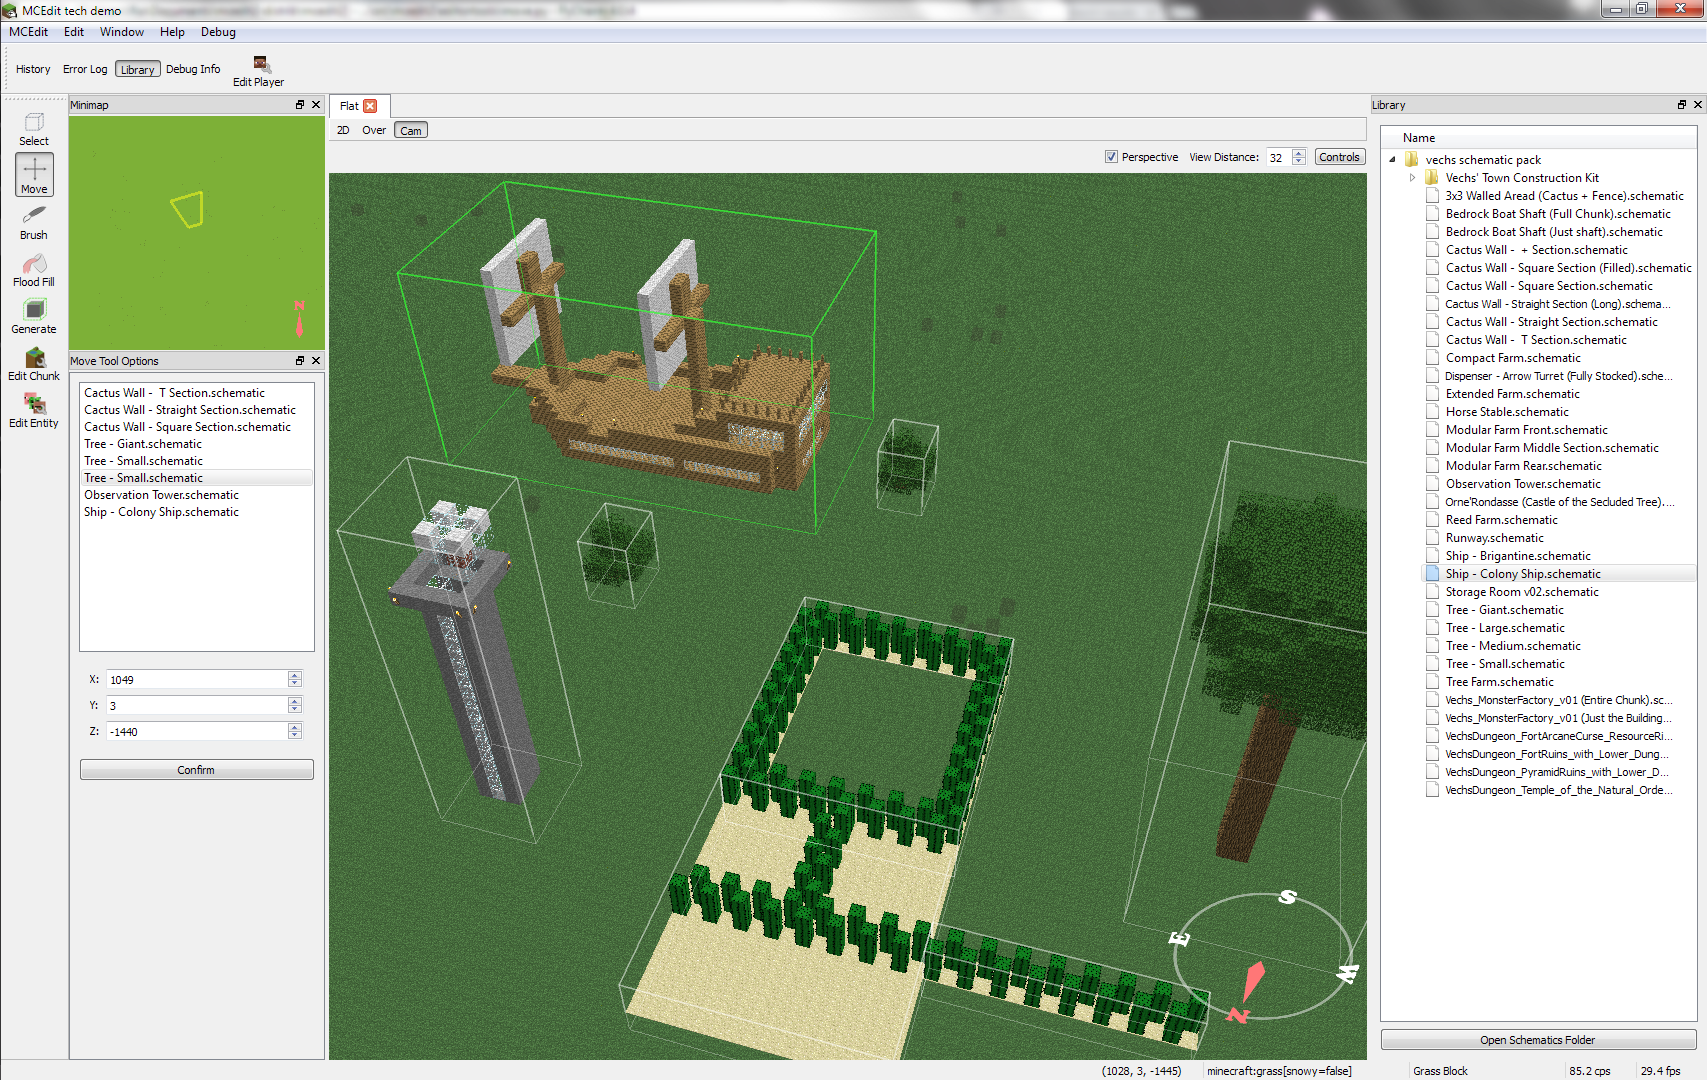 MCEdit tech demo
MCEdit Edit Window Help Debug
History Error Log Library Debug Info Edit Player
Select
Move
Brush
Flood Fill
Generate
Edit Chunk
Edit Entity
Minimap
N
Move Tool Options
Cactus Wall -  T Section.schematic
Cactus Wall - Straight Section.schematic
Cactus Wall - Square Section.schematic
Tree - Giant.schematic
Tree - Small.schematic
Tree - Small.schematic
Observation Tower.schematic
Ship - Colony Ship.schematic
X: 1049
Y: 3
Z: -1440
Confirm
Flat
2D Over Cam
Perspective View Distance: 32 Controls
S
E
W
N
Library
Name
vechs schematic pack
Vechs' Town Construction Kit
3x3 Walled Aread (Cactus + Fence).schematic
Bedrock Boat Shaft (Full Chunk).schematic
Bedrock Boat Shaft (Just shaft).schematic
Cactus Wall -  + Section.schematic
Cactus Wall - Square Section (Filled).schematic
Cactus Wall - Square Section.schematic
Cactus Wall - Straight Section (Long).schema...
Cactus Wall - Straight Section.schematic
Cactus Wall -  T Section.schematic
Compact Farm.schematic
Dispenser - Arrow Turret (Fully Stocked).sche...
Extended Farm.schematic
Horse Stable.schematic
Modular Farm Front.schematic
Modular Farm Middle Section.schematic
Modular Farm Rear.schematic
Observation Tower.schematic
Orne'Rondasse (Castle of the Secluded Tree)....
Reed Farm.schematic
Runway.schematic
Ship - Brigantine.schematic
Ship - Colony Ship.schematic
Storage Room v02.schematic
Tree - Giant.schematic
Tree - Large.schematic
Tree - Medium.schematic
Tree - Small.schematic
Tree Farm.schematic
Vechs_MonsterFactory_v01 (Entire Chunk).sc...
Vechs_MonsterFactory_v01 (Just the Building...
VechsDungeon_FortArcaneCurse_ResourceRi...
VechsDungeon_FortRuins_with_Lower_Dung...
VechsDungeon_PyramidRuins_with_Lower_D...
VechsDungeon_Temple_of_the_Natural_Orde...
Open Schematics Folder
(1028, 3, -1445) minecraft:grass[snowy=false] Grass Block 85.2 cps 29.4 fps